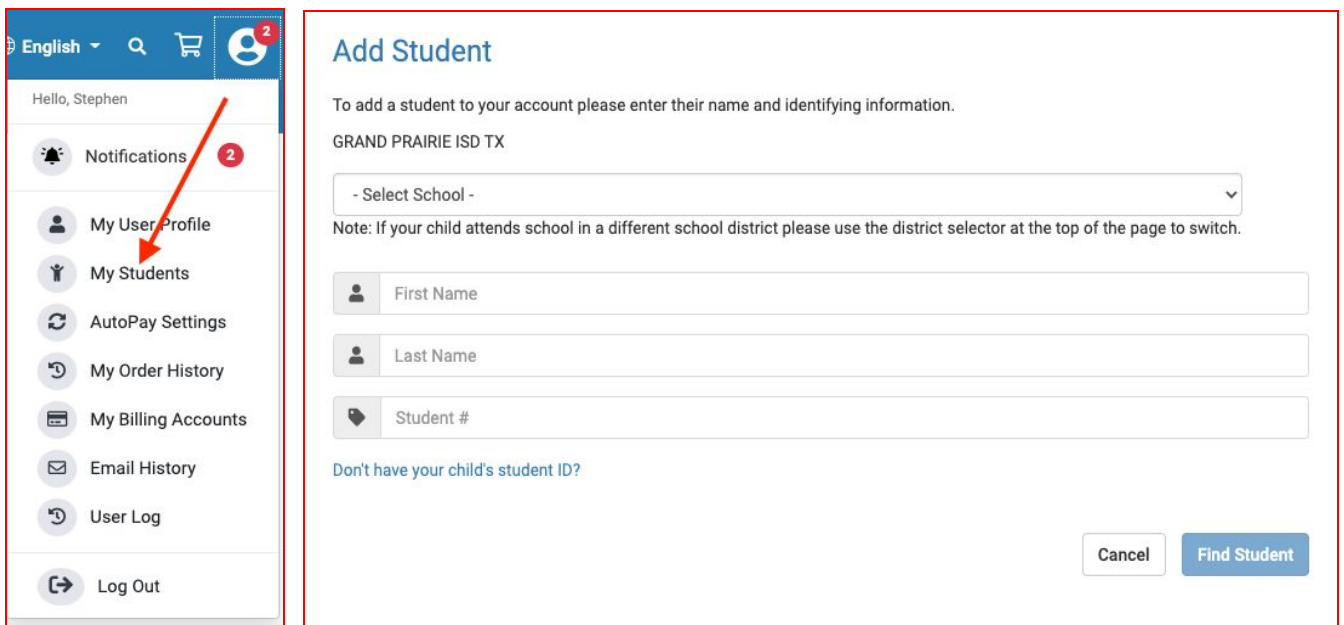 English
2
Hello, Stephen
Notifications 2
My User Profile
My Students
AutoPay Settings
My Order History
My Billing Accounts
Email History
User Log
Log Out
Add Student
To add a student to your account please enter their name and identifying information.
GRAND PRAIRIE ISD TX
- Select School -
Note: If your child attends school in a different school district please use the district selector at the top of the page to switch.
First Name
Last Name
Student #
Don't have your child's student ID?
Cancel Find Student